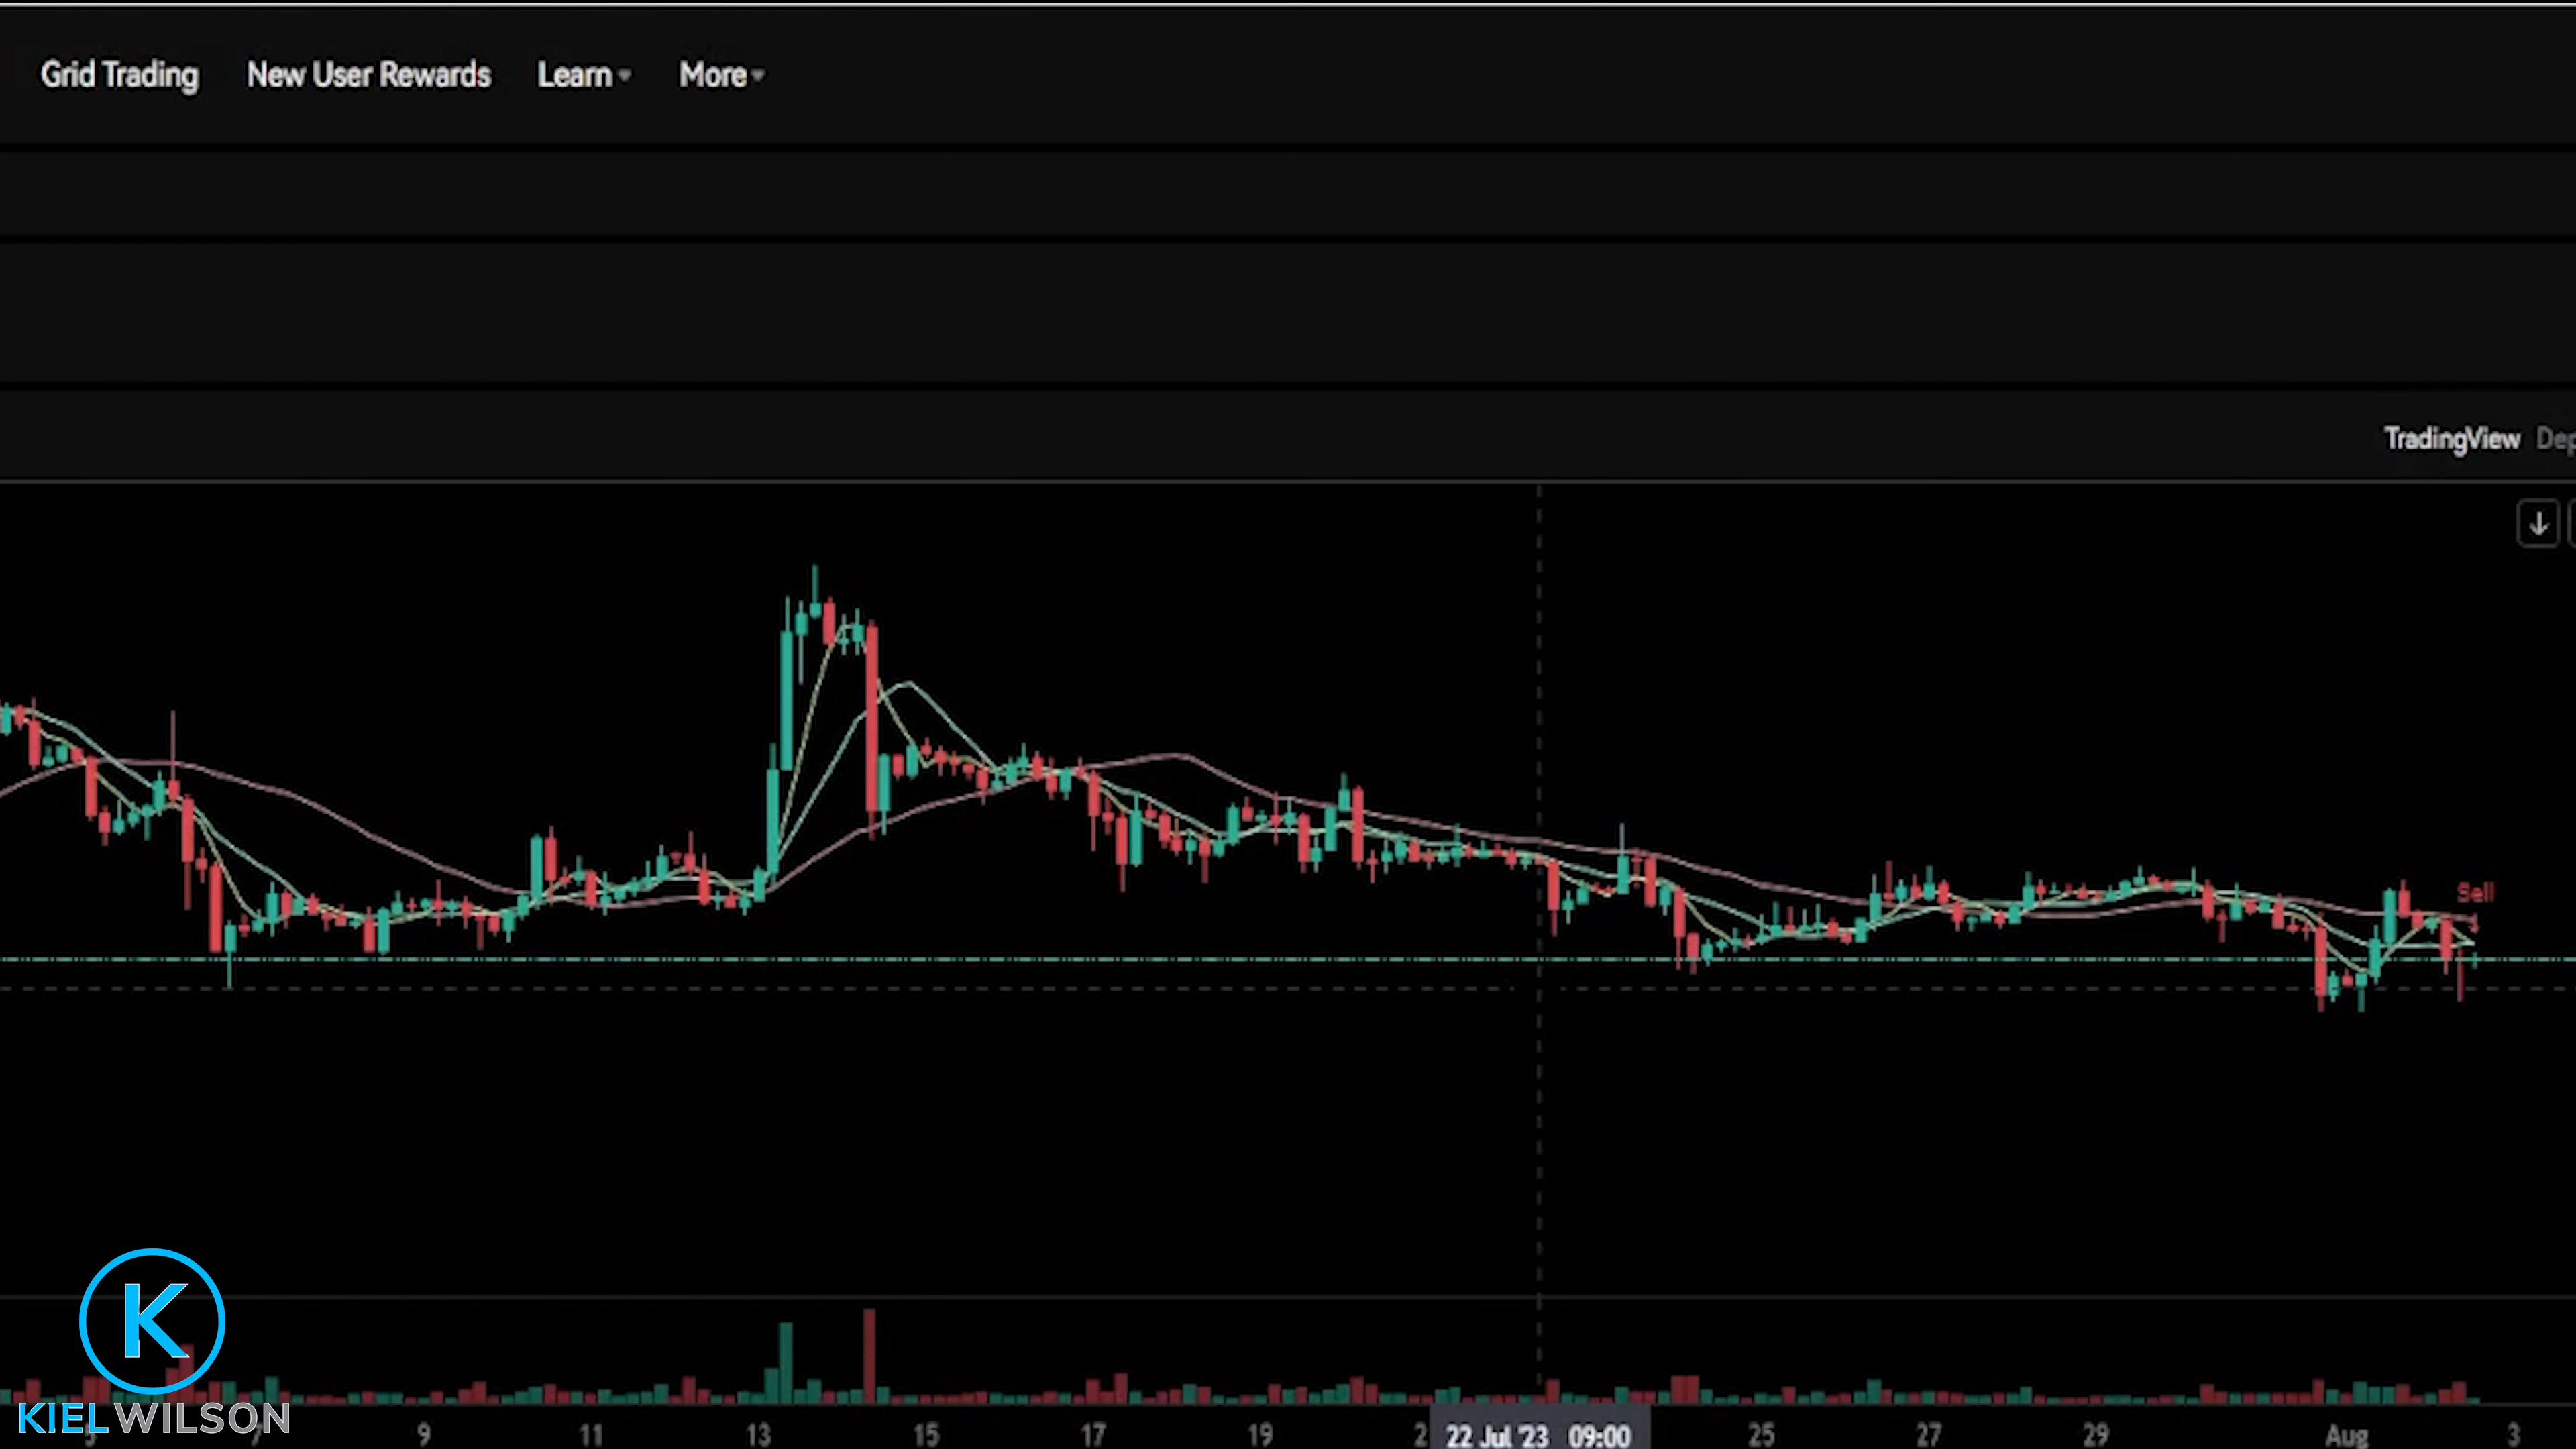 Grid Trading New User Rewards Learn More
TradingView
Sell
K
KIEL WILSON
7 9 11 13 15 17 19 22 Jul '23 09:00 25 27 29 Aug 3